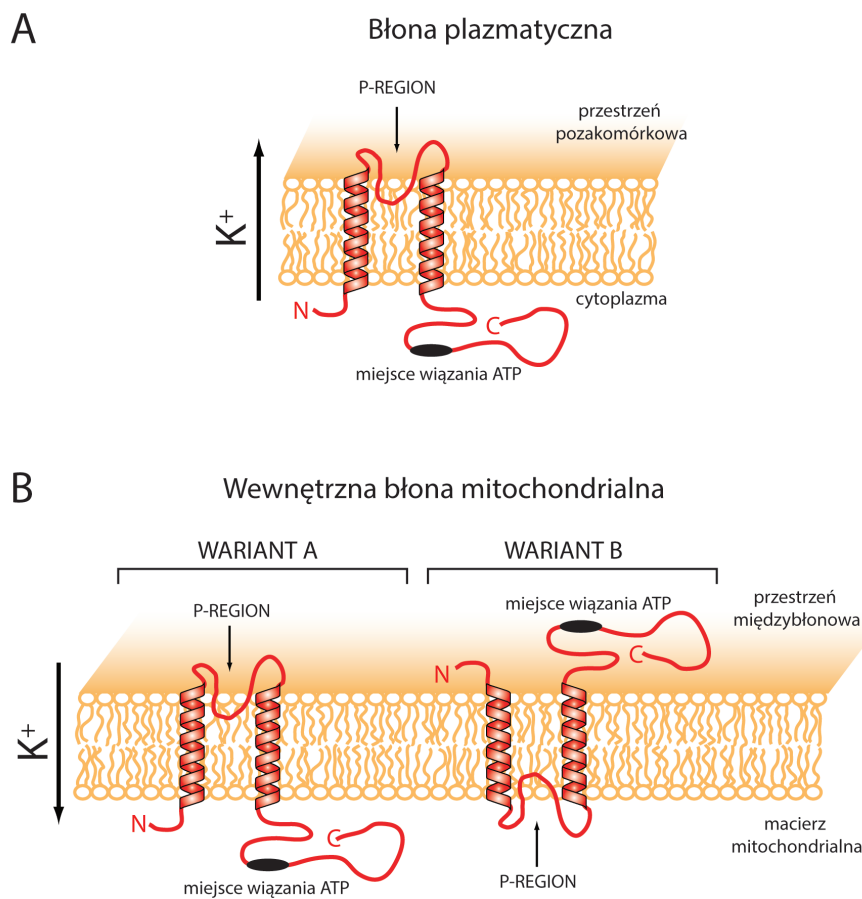 A
Błona plazmatyczna
P-REGION
przestrzeń
pozakomórkowa
K+
N
C
cytoplazma
miejsce wiązania ATP
B
Wewnętrzna błona mitochondrialna
WARIANT A
WARIANT B
P-REGION
miejsce wiązania ATP
przestrzeń
międzybłonowa
N
C
K+
N
C
macierz
mitochondrialna
miejsce wiązania ATP
P-REGION